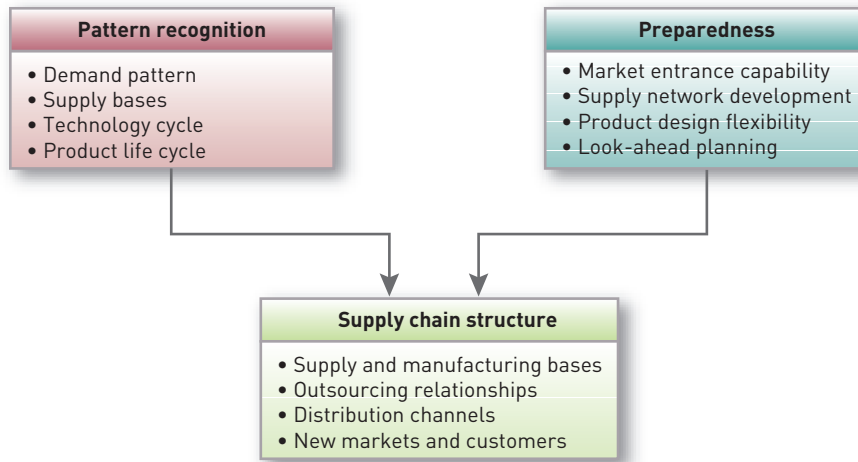 Pattern recognition
• Demand pattern
• Supply bases
• Technology cycle
• Product life cycle
Preparedness
• Market entrance capability
• Supply network development
• Product design flexibility
• Look-ahead planning
Supply chain structure
• Supply and manufacturing bases
• Outsourcing relationships
• Distribution channels
• New markets and customers